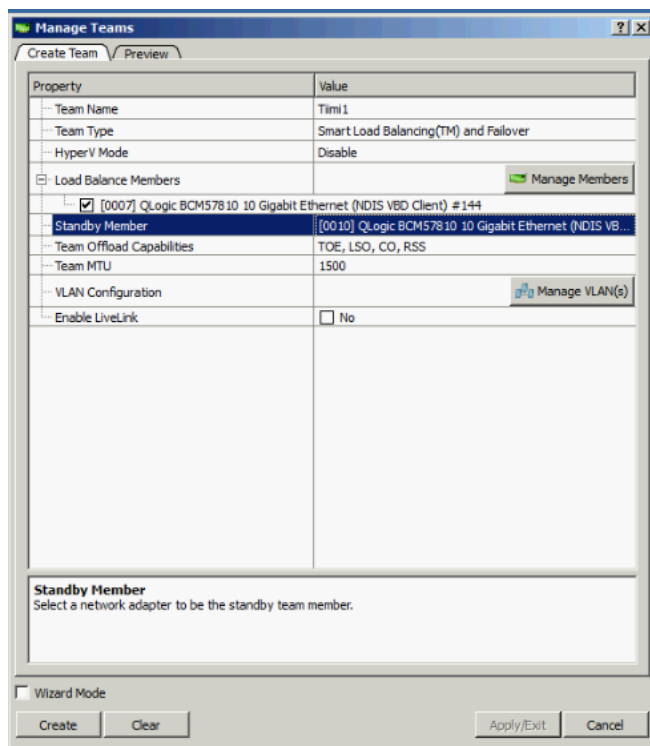 Manage Teams
Create Team Preview
Property Value
Team Name Tiimi1
Team Type Smart Load Balancing(TM) and Failover
HyperV Mode Disable
Load Balance Members Manage Members
[0007] QLogic BCM57810 10 Gigabit Ethernet (NDIS VBD Client) #144
Standby Member [0010] QLogic BCM57810 10 Gigabit Ethernet (NDIS VB...
Team Offload Capabilities TOE, LSO, CO, RSS
Team MTU 1500
VLAN Configuration Manage VLAN(s)
Enable LiveLink No
Standby Member
Select a network adapter to be the standby team member.
Wizard Mode
Create Clear Apply/Exit Cancel